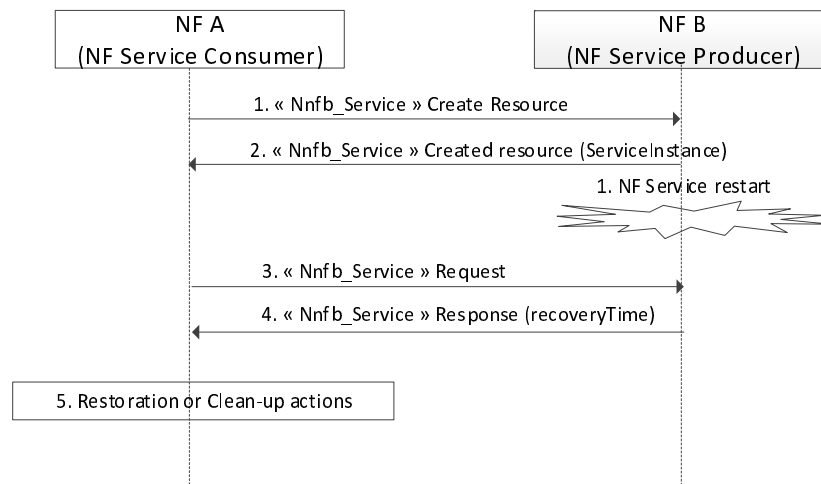 NF A
(NF Service Consumer)
NF B
(NF Service Producer)
1. « Nnfb_Service » Create Resource
2. « Nnfb_Service » Created resource (ServiceInstance)
1. NF Service restart
3. « Nnfb_Service » Request
4. « Nnfb_Service » Response (recoveryTime)
5. Restoration or Clean-up actions